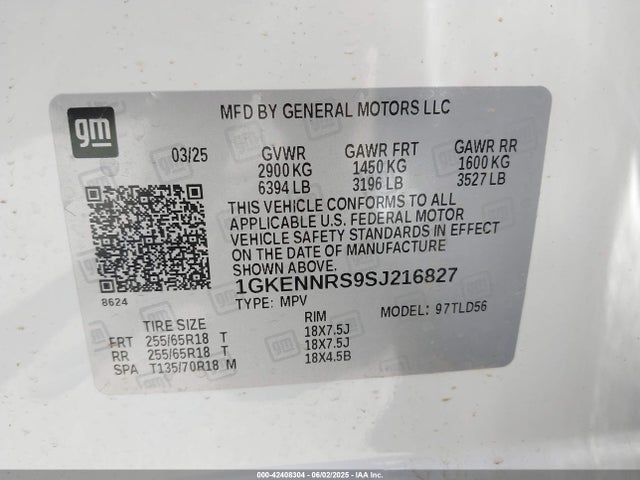 gm
MFD BY GENERAL MOTORS LLC
03/25 GVWR GAWR FRT GAWR RR
2900 KG 1450 KG 1600 KG
6394 LB 3196 LB 3527 LB
THIS VEHICLE CONFORMS TO ALL
APPLICABLE U.S. FEDERAL MOTOR
VEHICLE SAFETY STANDARDS IN EFFECT
ON THE DATE OF MANUFACTURE
SHOWN ABOVE.
8624
1GKENNRS9SJ216827
TYPE: MPV MODEL: 97TLD56
TIRE SIZE RIM
FRT 255/65R18 T 18X7.5J
RR 255/65R18 T 18X7.5J
SPA T135/70R18 M 18X4.5B
000-42408304 - 06/02/2025 - IAA Inc.